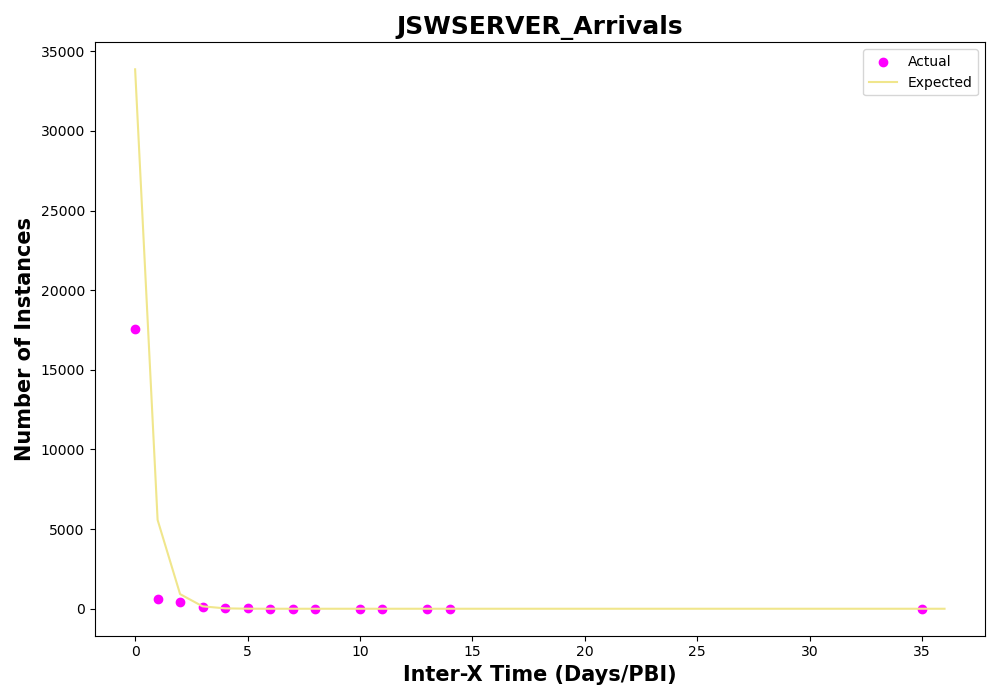 JSWSERVER_Arrivals
Number of Instances
35000
30000
25000
20000
15000
10000
5000
0
Actual
Expected
0 5 10 15 20 25 30 35
Inter-X Time (Days/PBI)